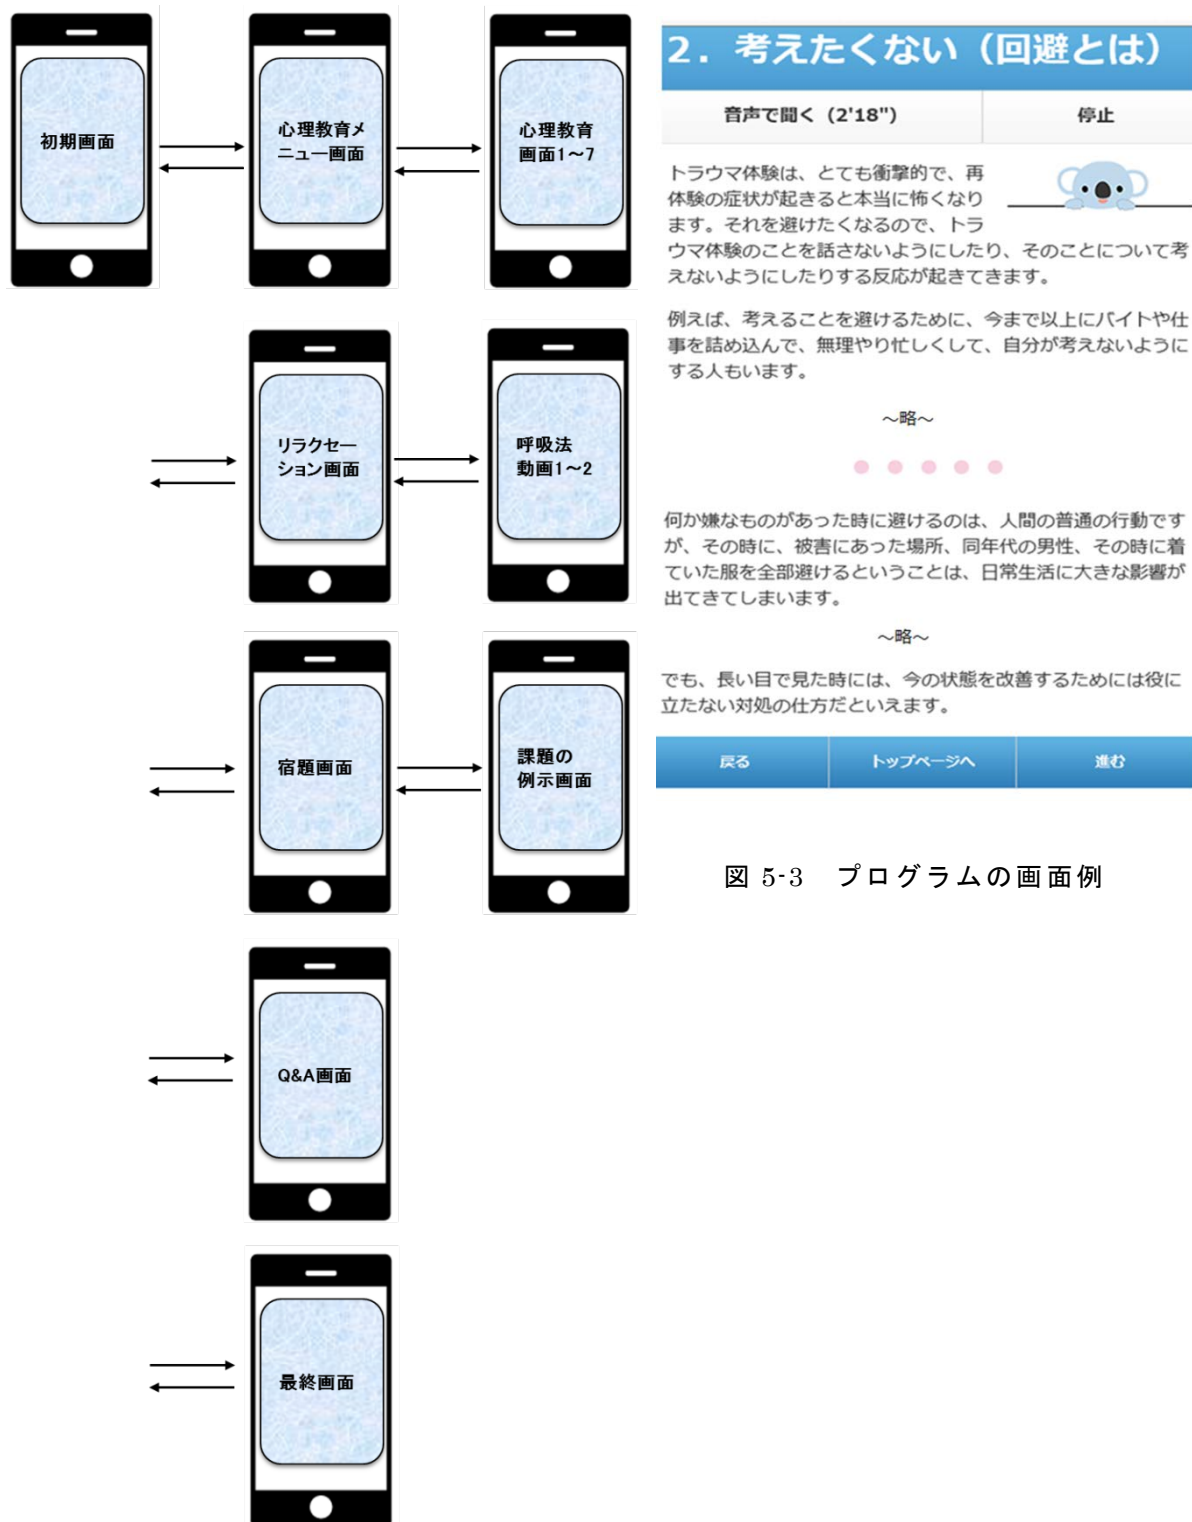 初期画面
心理教育メ
ニュー画面
心理教育
画面1～7
リラクセー
ション画面
呼吸法
動画1～2
宿題画面
課題の
例示画面
Q&A画面
最終画面
2．考えたくない（回避とは）
音声で聞く（2'18"）
停止
トラウマ体験は、とても衝撃的で、再
体験の症状が起きると本当に怖くなり
ます。それを避けたくなるので、トラ
ウマ体験のことを話さないようにしたり、そのことについて考
えないようにしたりする反応が起きてきます。
例えば、考えることを避けるために、今まで以上にバイトや仕
事を詰め込んで、無理やり忙しくして、自分が考えないように
する人もいます。
～略～
何か嫌なものがあった時に避けるのは、人間の普通の行動です
が、その時に、被害にあった場所、同年代の男性、その時に着
ていた服を全部避けるということは、日常生活に大きな影響が
出てきてしまいます。
～略～
でも、長い目で見た時には、今の状態を改善するためには役に
立たない対処の仕方だといえます。
戻る
トップページへ
進む
図 5-3　プログラムの画面例